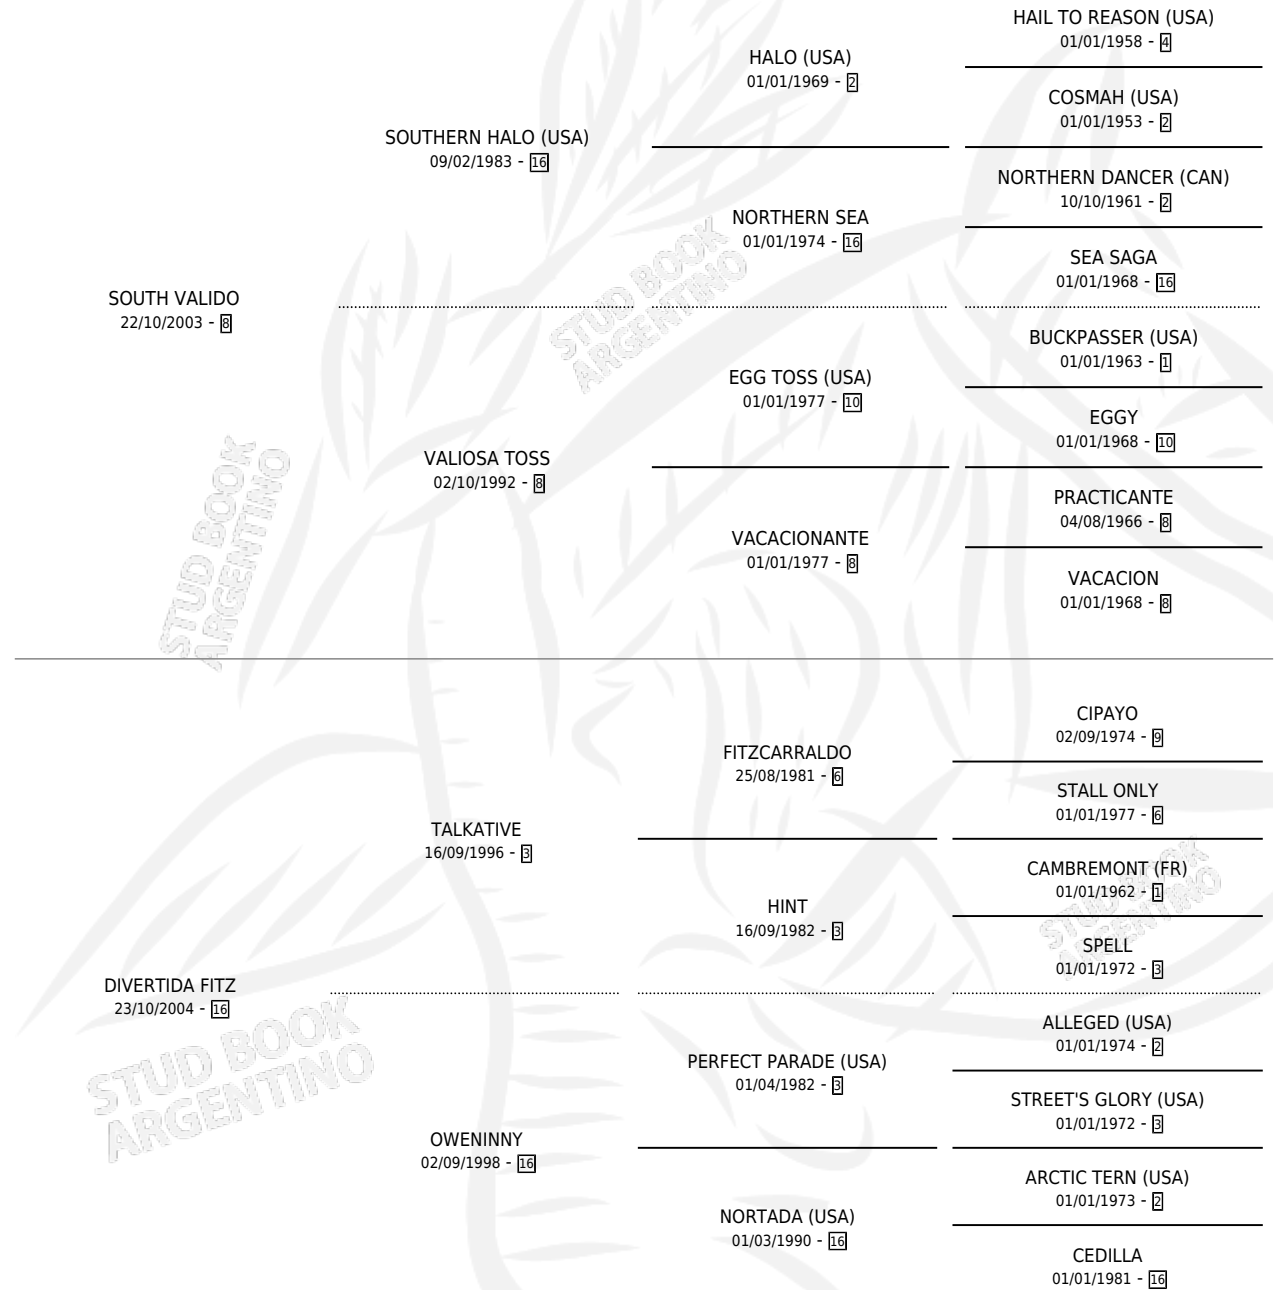 HAIL TO REASON (USA)
01/01/1958 - 4
HALO (USA)
01/01/1969 - 2
COSMAH (USA)
01/01/1953 - 2
SOUTHERN HALO (USA)
09/02/1983 - 16
NORTHERN DANCER (CAN)
10/10/1961 - 2
NORTHERN SEA
01/01/1974 - 16
SEA SAGA
01/01/1968 - 16
SOUTH VALIDO
22/10/2003 - 8
STUD BOOK
ARGENTINO
BUCKPASSER (USA)
01/01/1963 - 1
EGG TOSS (USA)
01/01/1977 - 10
EGGY
01/01/1968 - 10
VALIOSA TOSS
02/10/1992 - 8
PRACTICANTE
04/08/1966 - 8
VACACIONANTE
01/01/1977 - 8
VACACION
01/01/1968 - 8
STUD BOOK
ARGENTINO
CIPAYO
02/09/1974 - 9
FITZCARRALDO
25/08/1981 - 6
STALL ONLY
01/01/1977 - 6
TALKATIVE
16/09/1996 - 3
CAMBREMONT (FR)
01/01/1962 - 1
HINT
16/09/1982 - 3
STUD BOOK
ARGENTINO
SPELL
01/01/1972 - 3
DIVERTIDA FITZ
23/10/2004 - 16
ALLEGED (USA)
01/01/1974 - 2
PERFECT PARADE (USA)
01/04/1982 - 3
STREET'S GLORY (USA)
01/01/1972 - 3
STUD BOOK
ARGENTINO
OWENINNY
02/09/1998 - 16
ARCTIC TERN (USA)
01/01/1973 - 2
NORTADA (USA)
01/03/1990 - 16
CEDILLA
01/01/1981 - 16